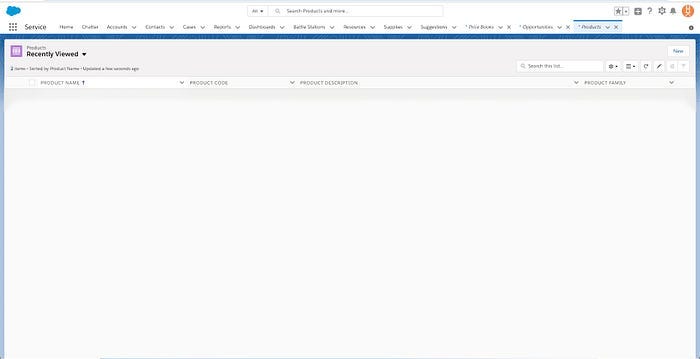 All
Search Products and more...
Service
Home
Chatter
Accounts
Contacts
Cases
Reports
Dashboards
Battle Stations
Resources
Supplies
Suggestions
* Price Books
* Opportunities
* Products
Products
Recently Viewed
New
2 items • Sorted by Product Name • Updated a few seconds ago
Search this list...
PRODUCT NAME
PRODUCT CODE
PRODUCT DESCRIPTION
PRODUCT FAMILY